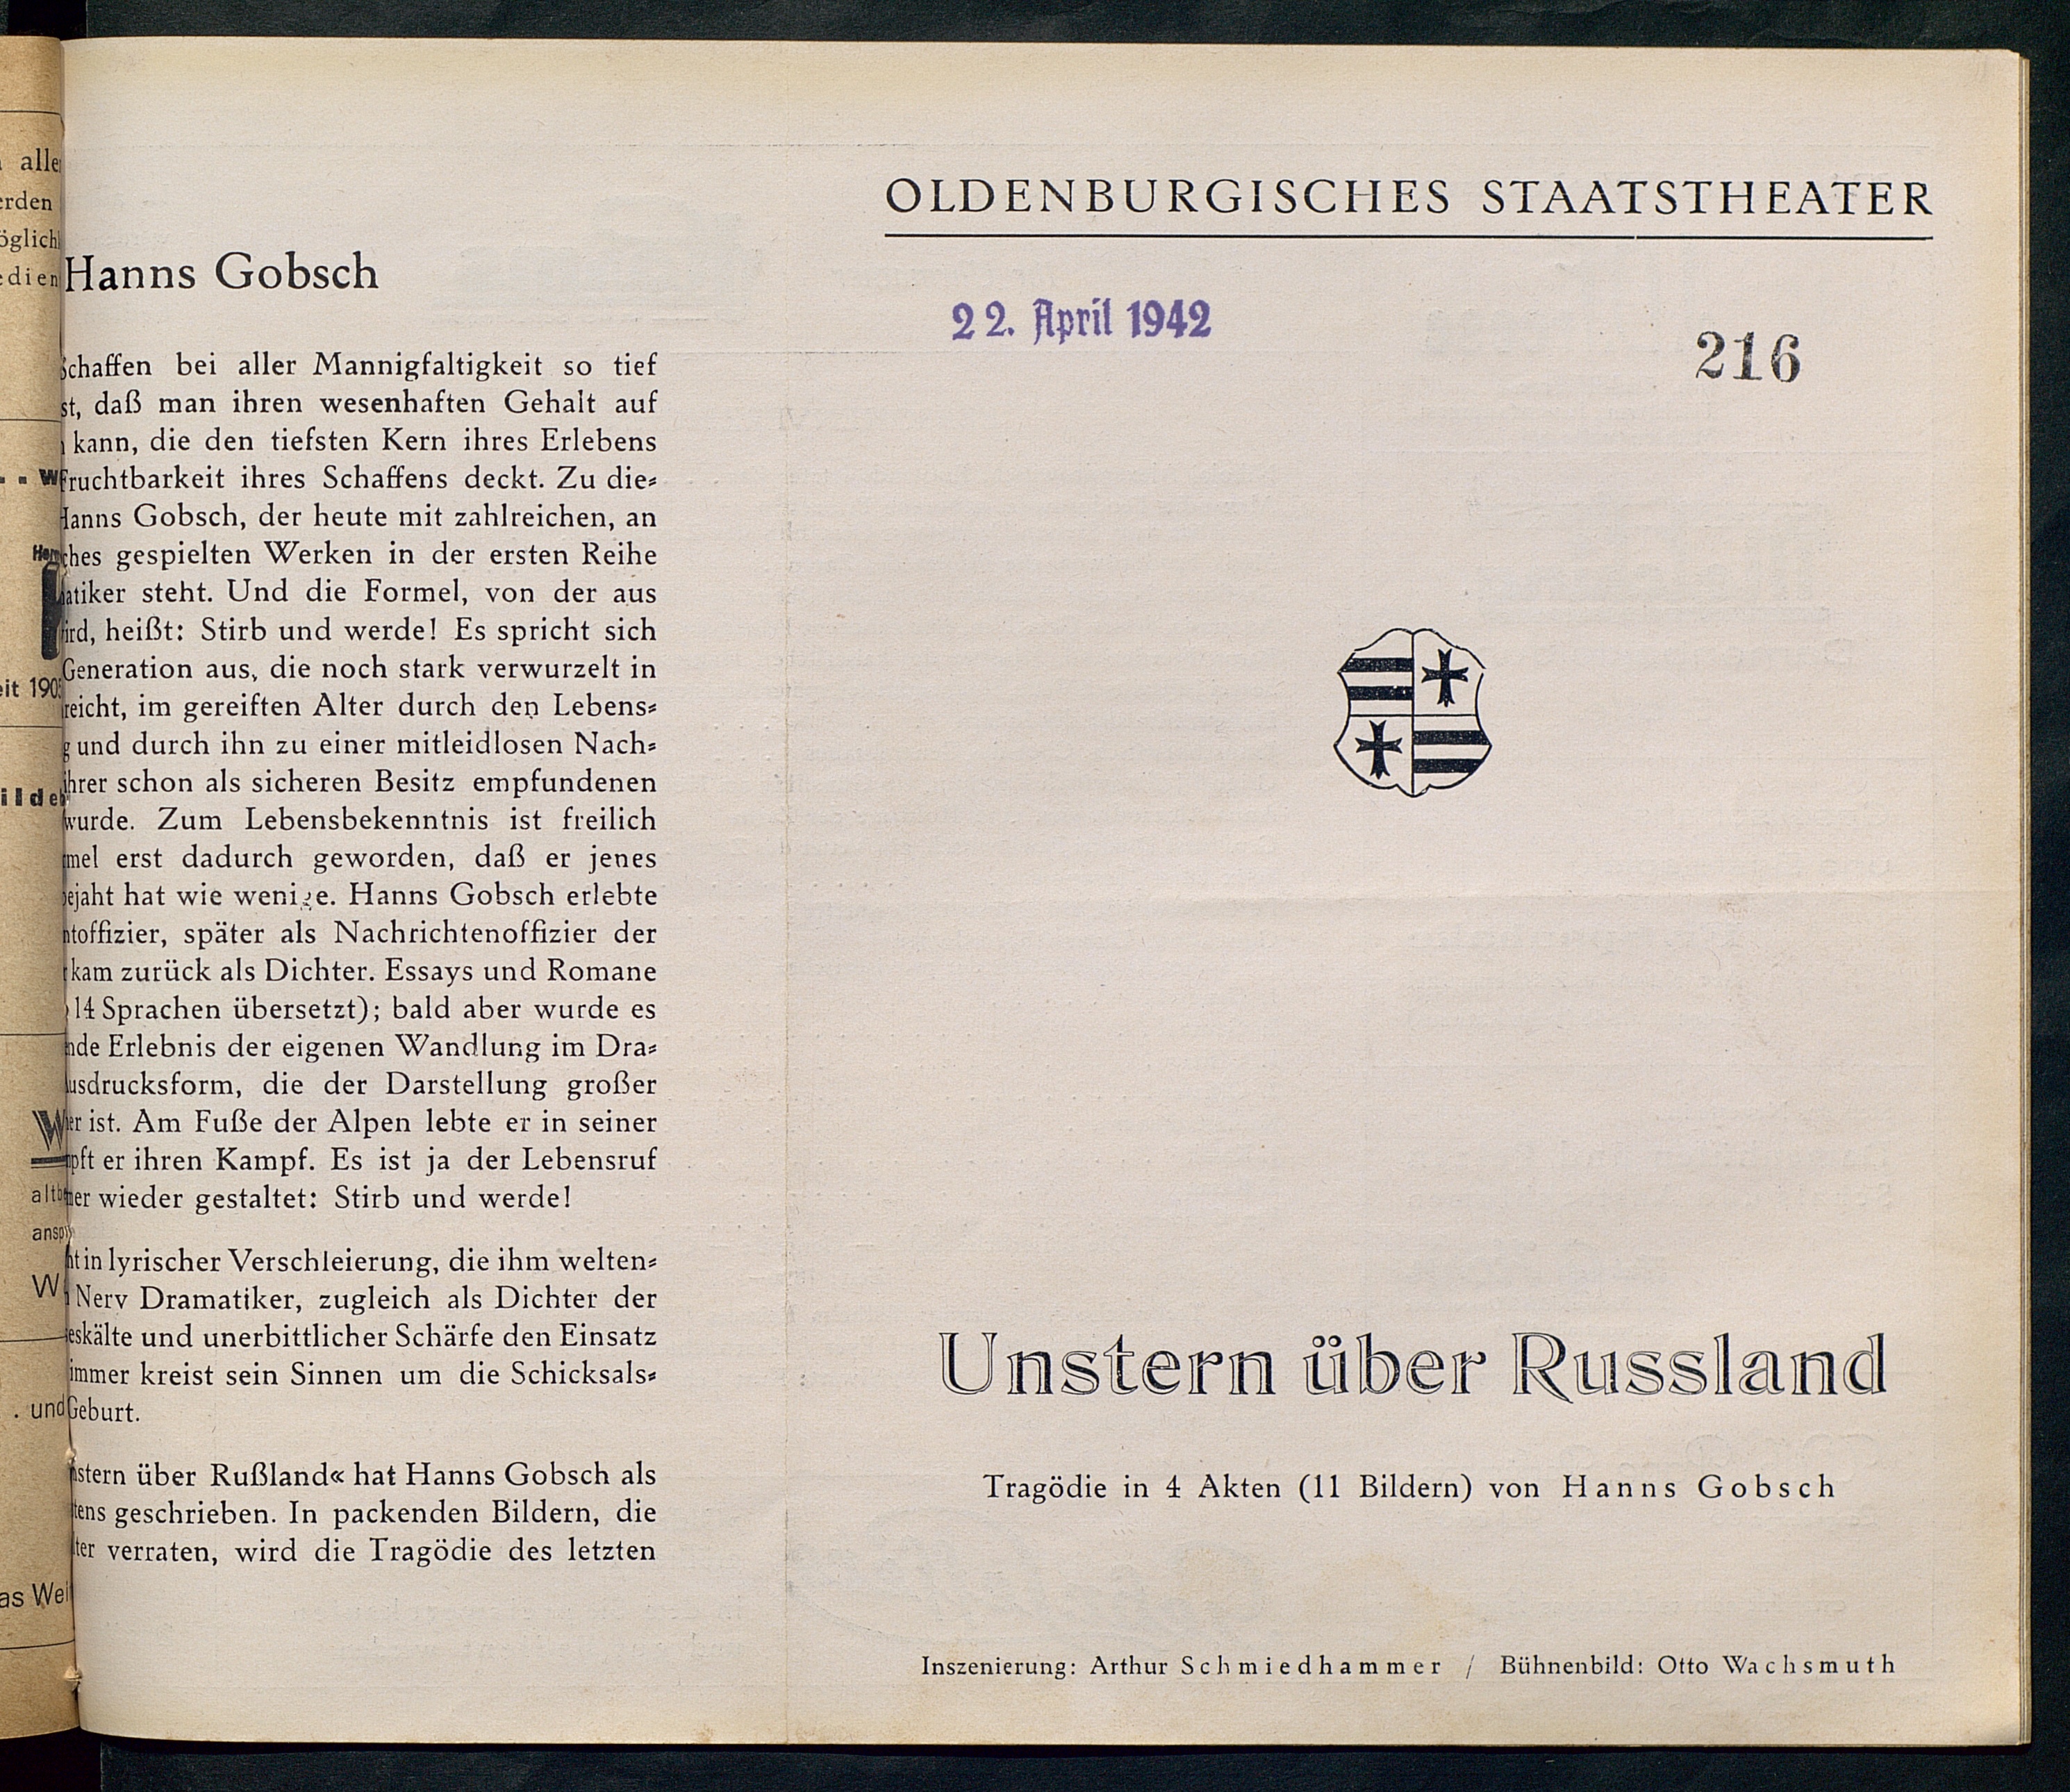 alle
rden
öglich
edien
. . W
eit 190
ilde
W
W
. und
as Wei
Hanns Gobsch
Schaffen bei aller Mannigfaltigkeit so tief
st, daß man ihren wesenhaften Gehalt auf
kann, die den tiefsten Kern ihres Erlebens
Fruchtbarkeit ihres Schaffens deckt. Zu die-
Hanns Gobsch, der heute mit zahlreichen, an
ches gespielten Werken in der ersten Reihe
atiker steht. Und die Formel, von der aus
ird, heißt: Stirb und werde! Es spricht sich
Generation aus, die noch stark verwurzelt in
reicht, im gereiften Alter durch den Lebens-
g und durch ihn zu einer mitleidlosen Nach-
ihrer schon als sicheren Besitz empfundenen
wurde. Zum Lebensbekenntnis ist freilich
mel erst dadurch geworden, daß er jenes
bejaht hat wie wenige. Hanns Gobsch erlebte
ntoffizier, später als Nachrichtenoffizier der
kam zurück als Dichter. Essays und Romane
14 Sprachen übersetzt); bald aber wurde es
nde Erlebnis der eigenen Wandlung im Dra-
usdrucksform, die der Darstellung großer
er ist. Am Fuße der Alpen lebte er in seiner
pft er ihren Kampf. Es ist ja der Lebensruf
mer wieder gestaltet: Stirb und werde!
ht in lyrischer Verschleierung, die ihm welten-
Nerv Dramatiker, zugleich als Dichter der
eskälte und unerbittlicher Schärfe den Einsatz
immer kreist sein Sinnen um die Schicksals-
Geburt.
nstern über Rußland« hat Hanns Gobsch als
tens geschrieben. In packenden Bildern, die
ter verraten, wird die Tragödie des letzten
OLDENBURGISCHES STAATSTHEATER
22. April 1942
216
Unstern über Russland
Tragödie in 4 Akten (11 Bildern) von Hanns Gobsch
Inszenierung: Arthur Schmiedhammer / Bühnenbild: Otto Wachsmuth